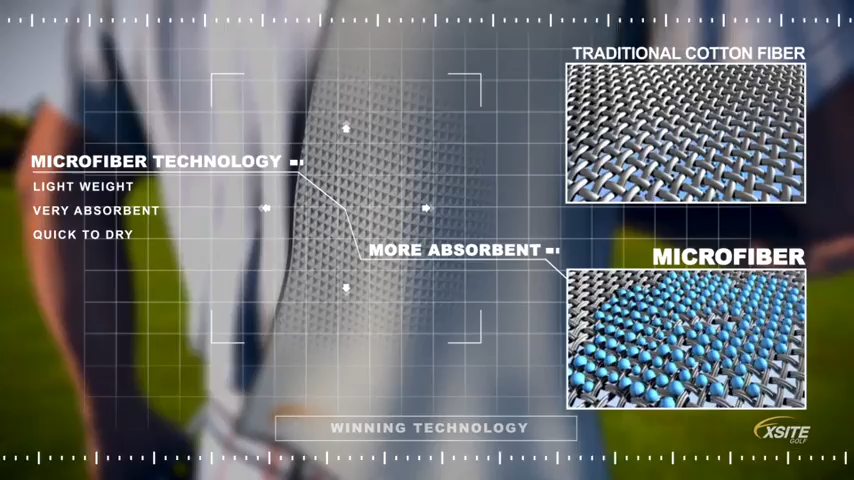 TRADITIONAL COTTON FIBER
MICROFIBER TECHNOLOGY
LIGHT WEIGHT
VERY ABSORBENT
QUICK TO DRY
MORE ABSORBENT
MICROFIBER
WINNING TECHNOLOGY
XSITE
GOLF